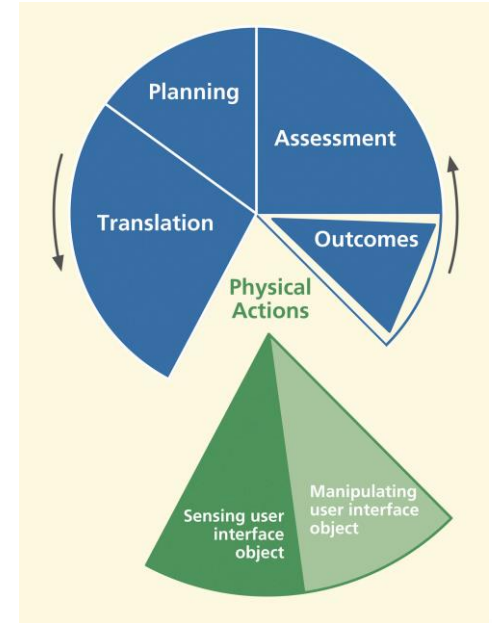 Planning
Assessment
Translation
Outcomes
Physical
Actions
Sensing user
interface
object
Manipulating
user interface
object